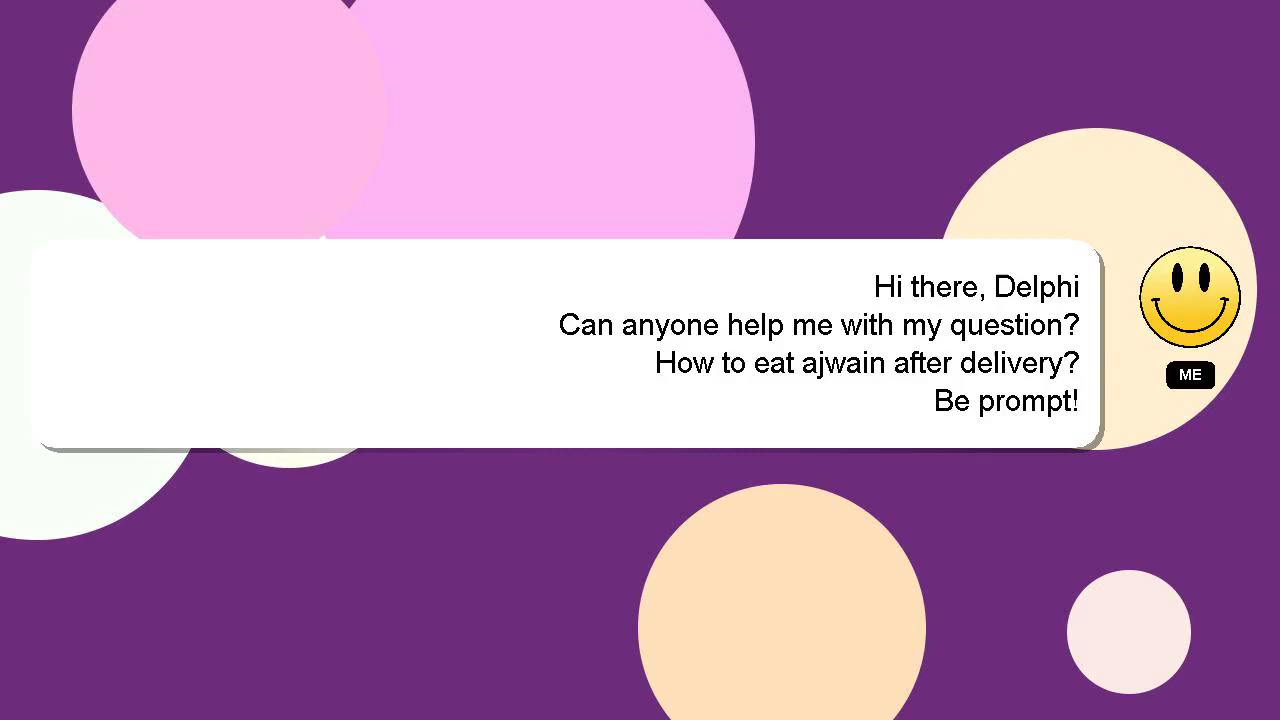 Hi there, Delphi
Can anyone help me with my question?
How to eat ajwain after delivery?
Be prompt!
ME